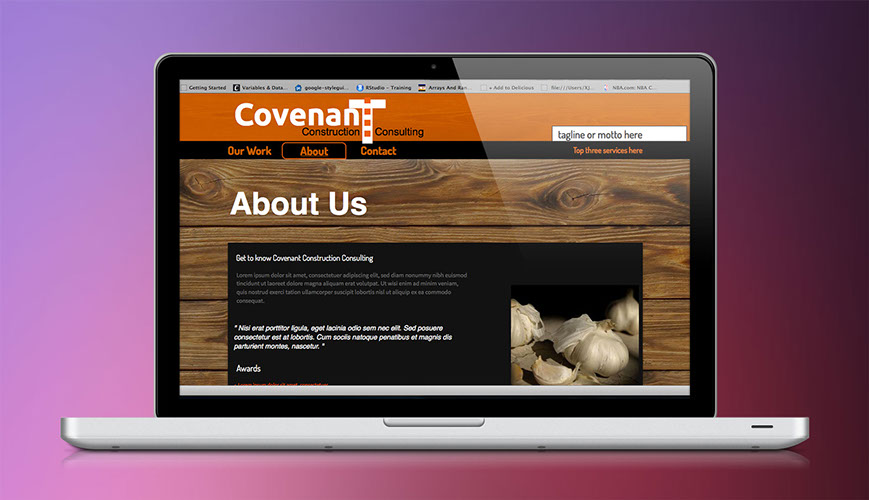 Getting Started
Variables & Data...
google-stylegui...
RStudio - Training
Arrays And Ran...
+ Add to Delicious
file:///Users/Kj...
NBA.com: NBA C...
Covenant
Construction Consulting
tagline or motto here
Our Work
About
Contact
Top three services here
About Us
Get to know Covenant Construction Consulting
Lorem ipsum dolor sit amet, consectetuer adipiscing elit, sed diam nonummy nibh euismod
tincidunt ut laoreet dolore magna aliquam erat volutpat. Ut wisi enim ad minim veniam,
quis nostrud exerci tation ullamcorper suscipit lobortis nisl ut aliquip ex ea commodo
consequat.
" Nisi erat porttitor ligula, eget lacinia odio sem nec elit. Sed posuere
consectetur est at lobortis. Cum sociis natoque penatibus et magnis dis
parturient montes, nascetur. "
Awards